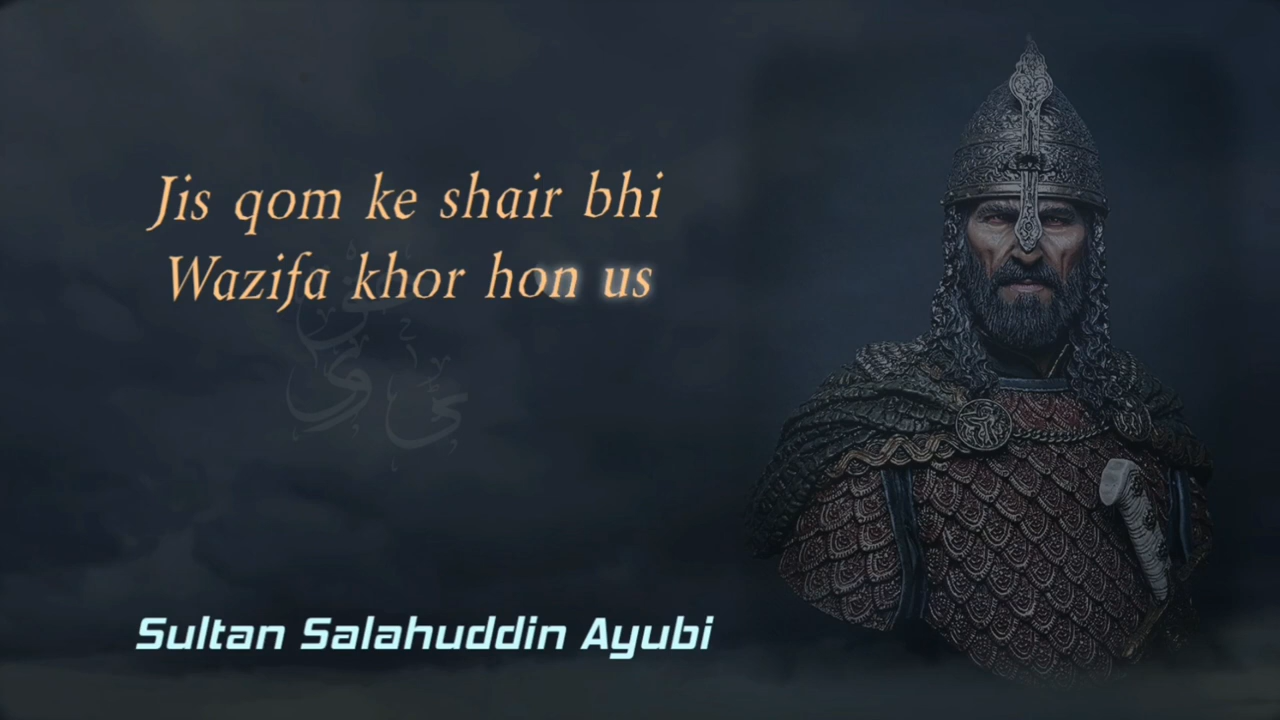 Jis qom ke shair bhi
Wazifa khor hon us
Sultan Salahuddin Ayubi